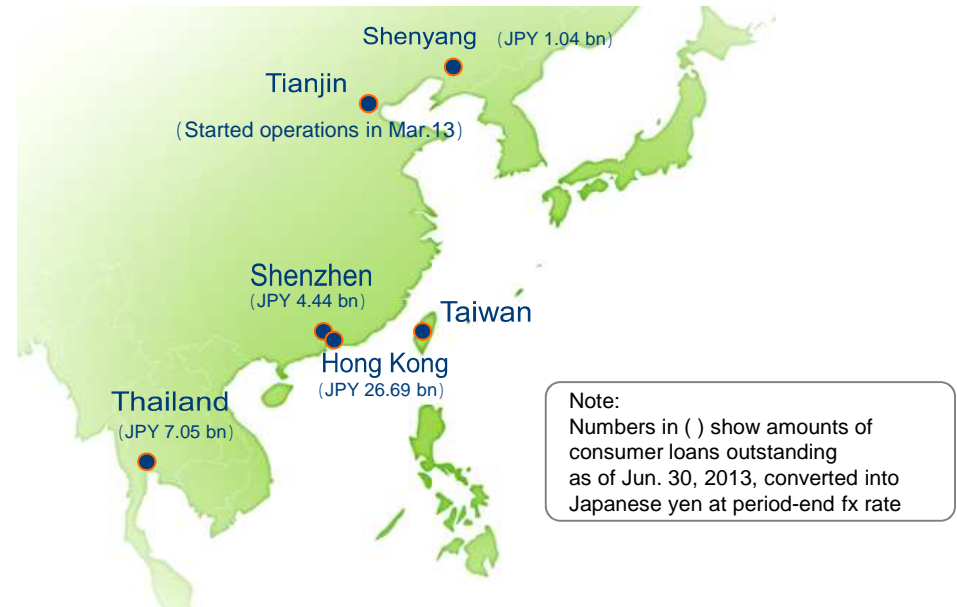 Shenyang (JPY 1.04 bn)
Tianjin
(Started operations in Mar.13)
Shenzhen
(JPY 4.44 bn)
Taiwan
Hong Kong
(JPY 26.69 bn)
Thailand
(JPY 7.05 bn)
Note:
Numbers in ( ) show amounts of
consumer loans outstanding
as of Jun. 30, 2013, converted into
Japanese yen at period-end fx rate